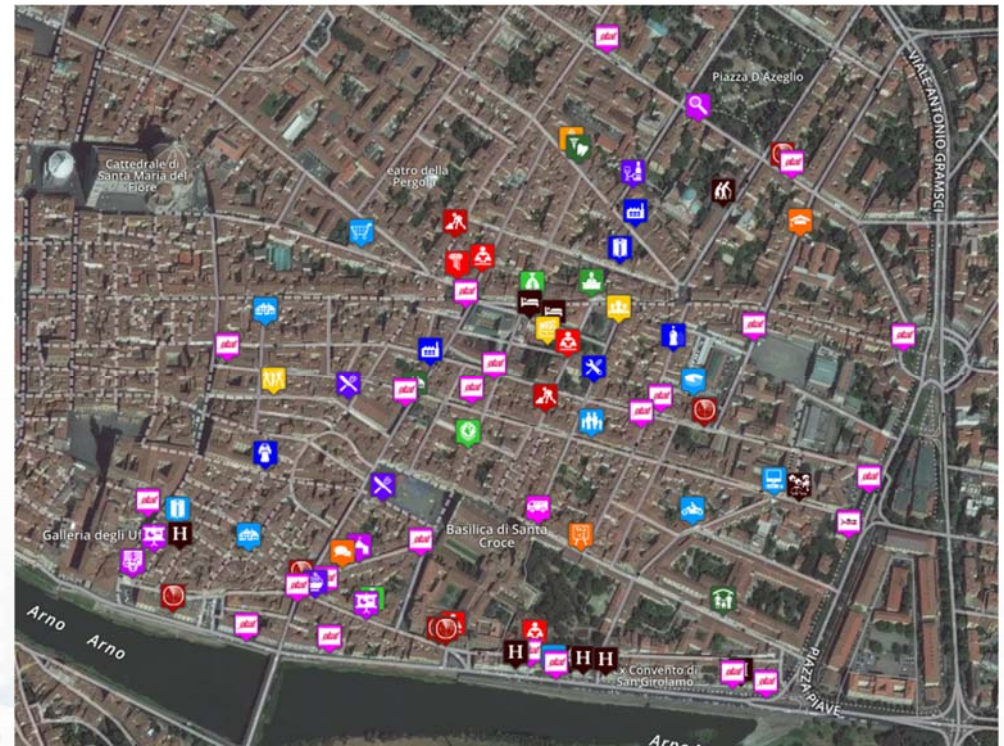 Piazza D'Azeglio
VIALE ANTONIO GRAMSCI
Cattedrale di
Santa Maria del
Fiore
eatro della
Pergola
Galleria degli Uf
Basilica di Santa
Croce
H
Arno
Arno
H
H
H
x Convento di
San Girolamo
PIAZZA PIAVE
Arno